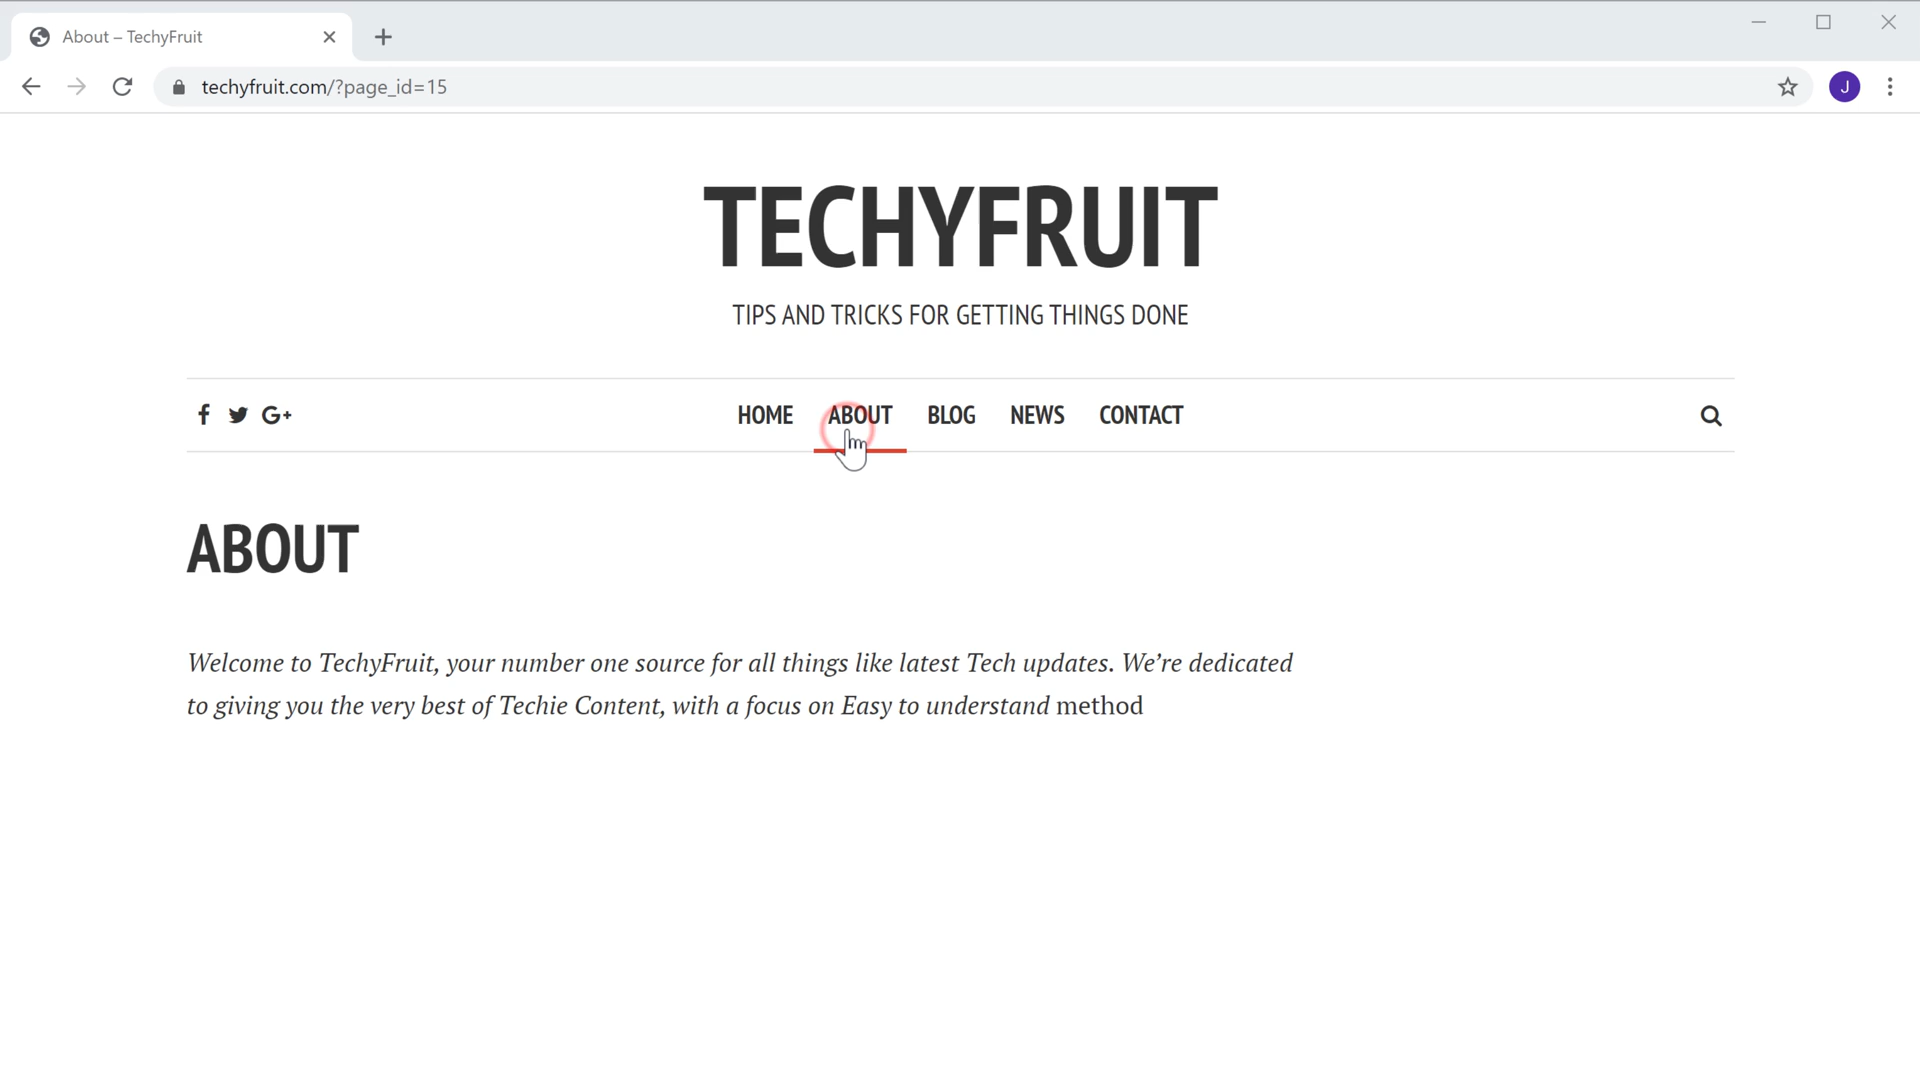 About – TechyFruit
techyfruit.com/?page_id=15
J
TECHYFRUIT
TIPS AND TRICKS FOR GETTING THINGS DONE
G+ HOME ABOUT BLOG NEWS CONTACT
ABOUT
Welcome to TechyFruit, your number one source for all things like latest Tech updates. We’re dedicated
to giving you the very best of Techie Content, with a focus on Easy to understand method